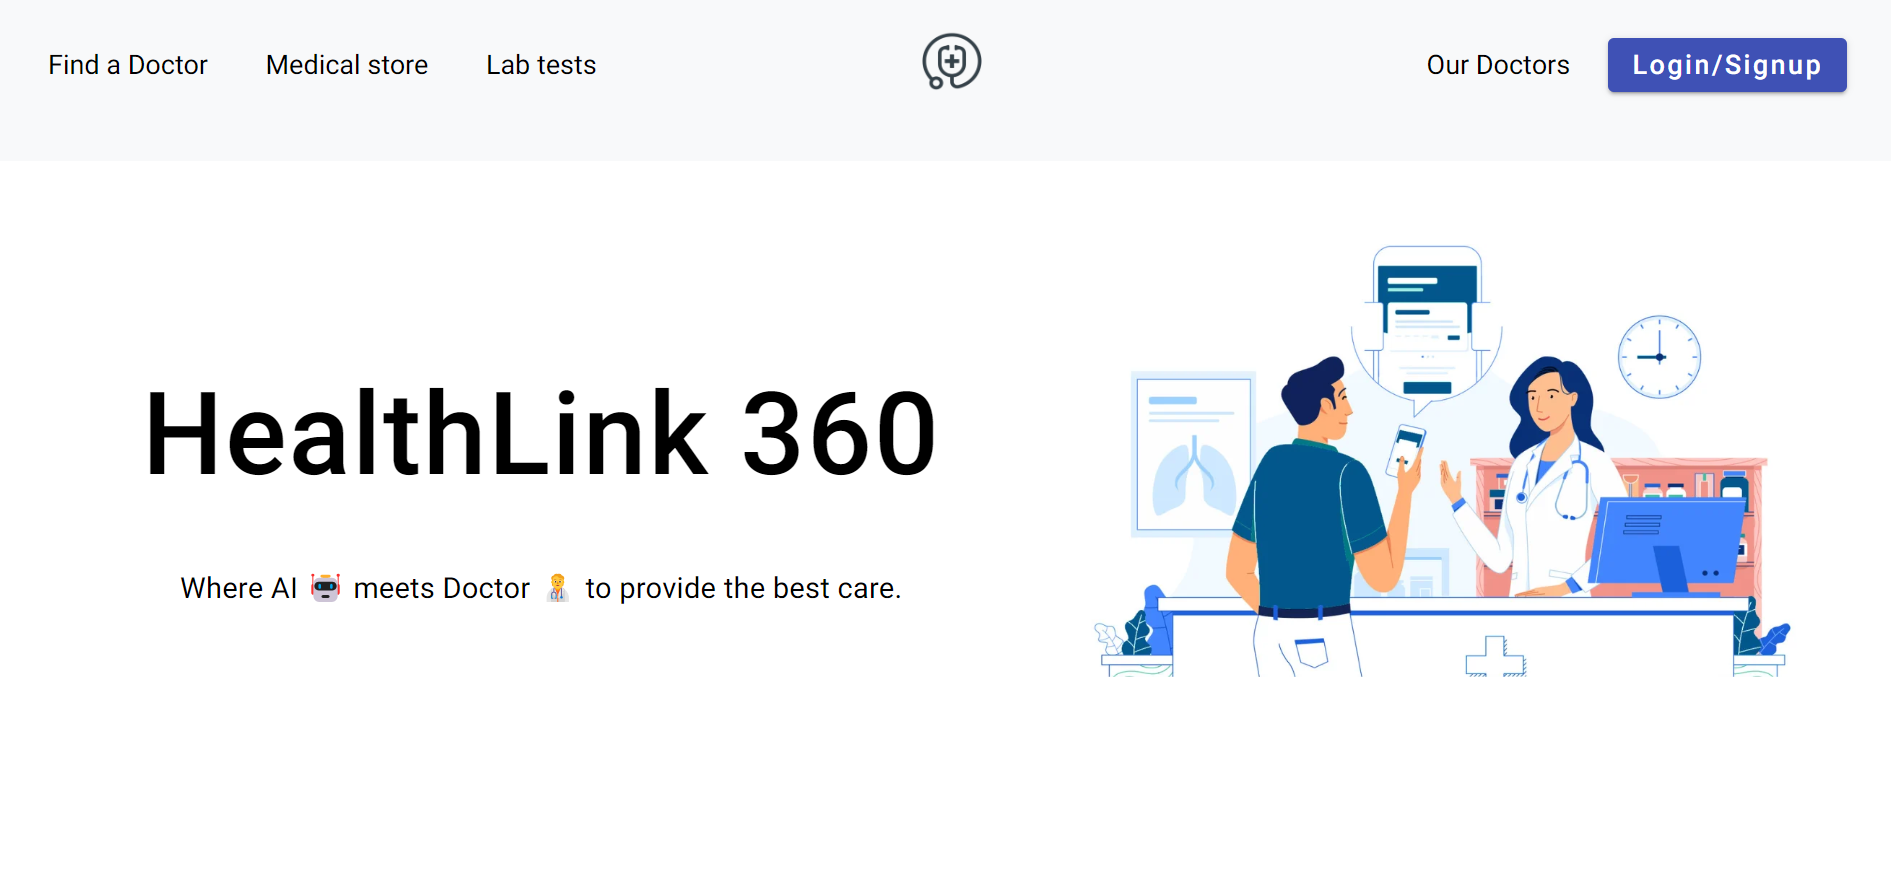 Find a Doctor
Medical store
Lab tests
Our Doctors
Login/Signup
HealthLink 360
Where AI 🤖 meets Doctor 👨‍⚕️ to provide the best care.